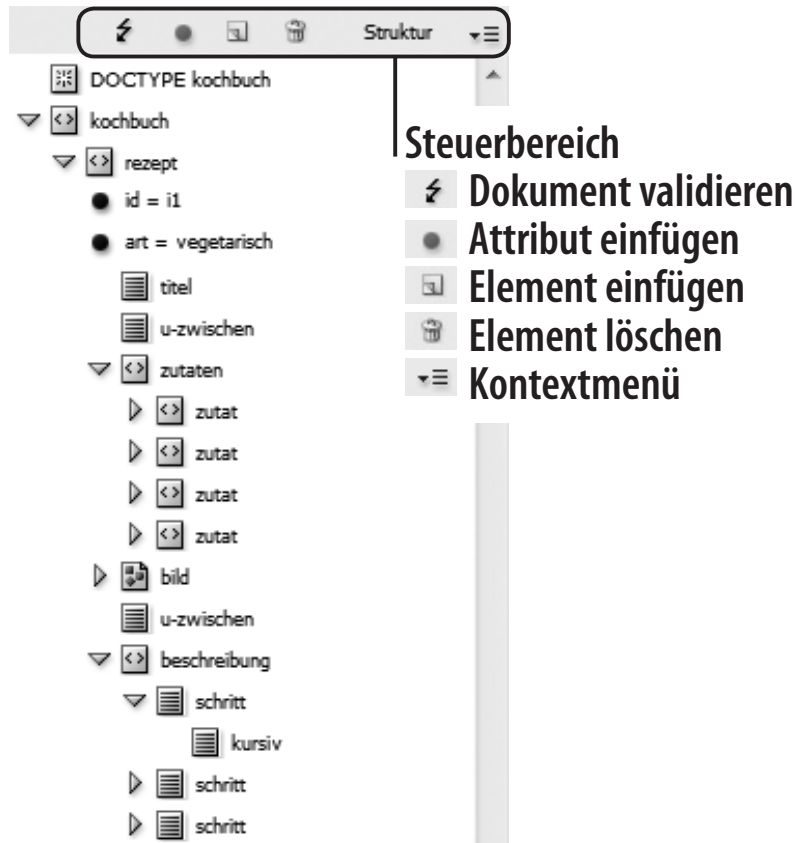 Struktur
DOCTYPE kochbuch
kochbuch
rezept
id = i1
art = vegetarisch
titel
u-zwischen
zutaten
zutat
zutat
zutat
zutat
bild
u-zwischen
beschreibung
schritt
kursiv
schritt
schritt
Steuerbereich
Dokument validieren
Attribut einfügen
Element einfügen
Element löschen
Kontextmenü